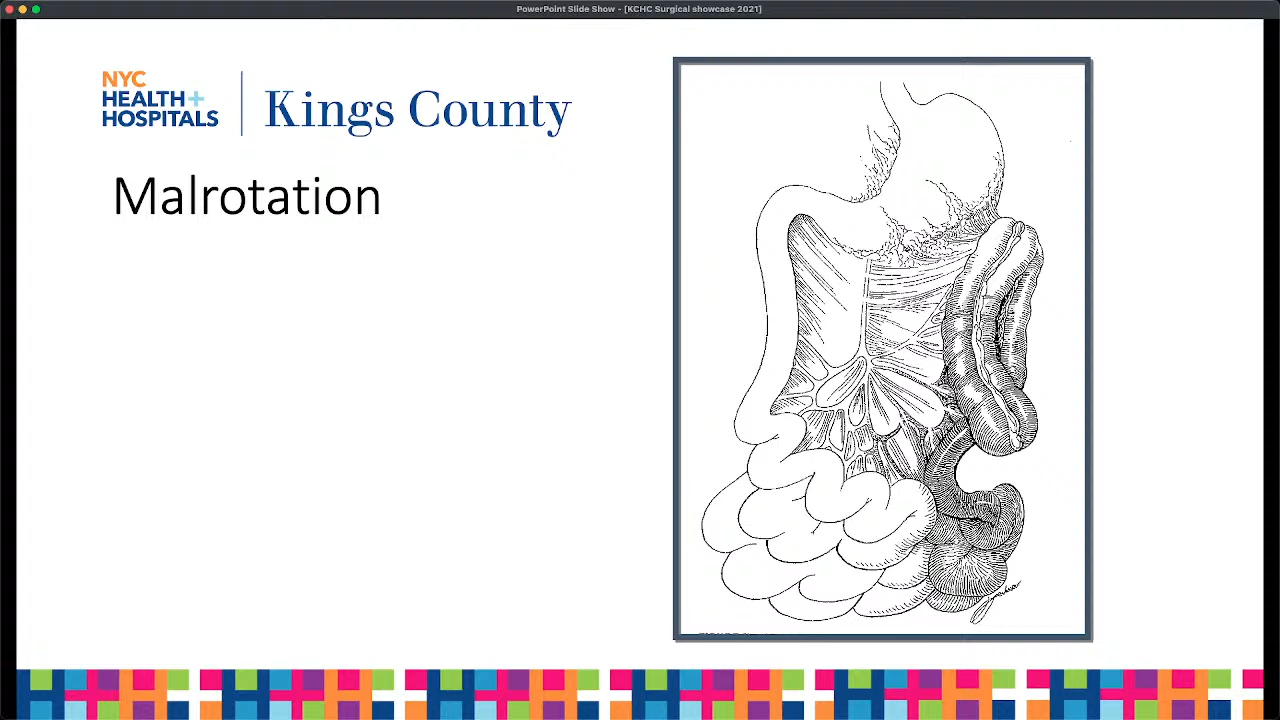 PowerPoint Slide Show - [KCHC Surgical showcase 2021]
NYC
HEALTH+
HOSPITALS
Kings County
Malrotation